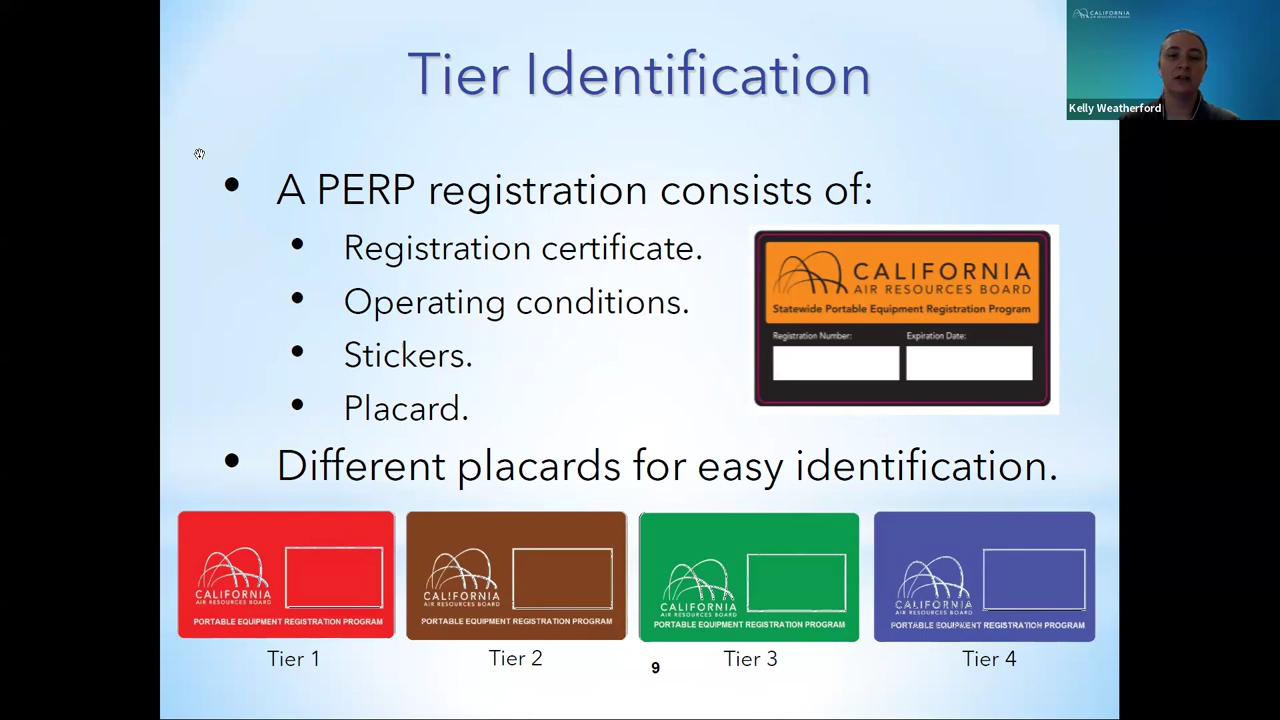 Tier Identification
CALIFORNIA
AIR RESOURCES BOARD
Kelly Weatherford
• A PERP registration consists of:
• Registration certificate.
• Operating conditions.
• Stickers.
• Placard.
CALIFORNIA
AIR RESOURCES BOARD
Statewide Portable Equipment Registration Program
Registration Number: Expiration Date:
• Different placards for easy identification.
CALIFORNIA
AIR RESOURCES BOARD
PORTABLE EQUIPMENT REGISTRATION PROGRAM
Tier 1
CALIFORNIA
AIR RESOURCES BOARD
PORTABLE EQUIPMENT REGISTRATION PROGRAM
Tier 2
CALIFORNIA
AIR RESOURCES BOARD
PORTABLE EQUIPMENT REGISTRATION PROGRAM
Tier 3
CALIFORNIA
AIR RESOURCES BOARD
PORTABLE EQUIPMENT REGISTRATION PROGRAM
Tier 4
9